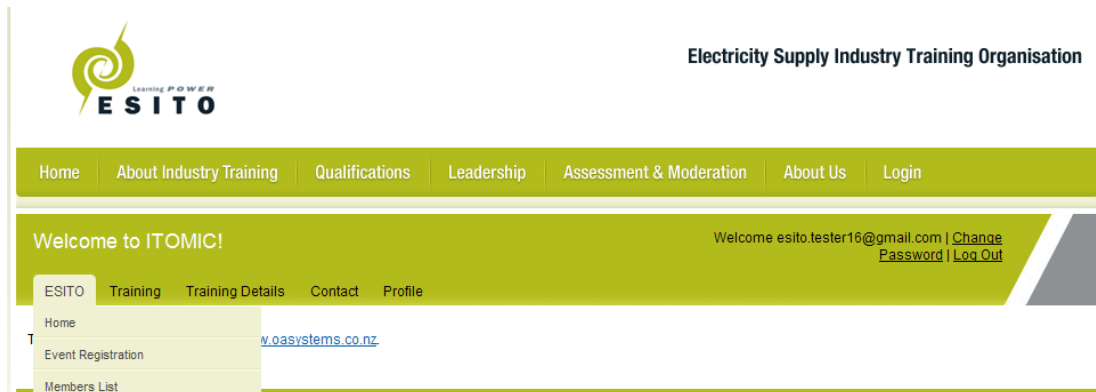 Learning POWER
ESITO
Electricity Supply Industry Training Organisation
Home About Industry Training Qualifications Leadership Assessment & Moderation About Us Login
Welcome to ITOMIC!
Welcome esito.tester16@gmail.com | Change
Password | Log Out
ESITO Training Training Details Contact Profile
Home
T w.oasystems.co.nz.
Event Registration
Members List